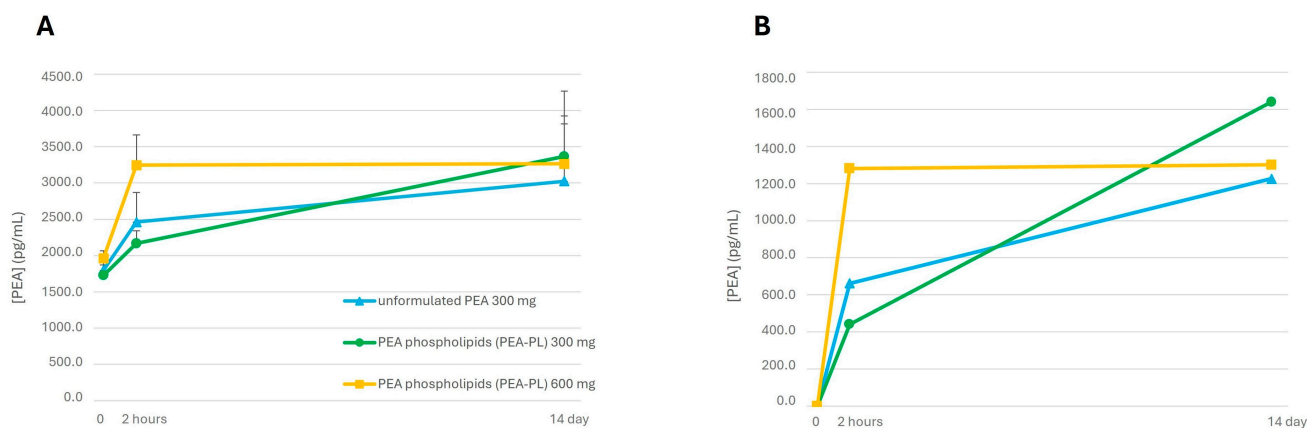 A
4500.0
4000.0
3500.0
3000.0
2500.0
2000.0
1500.0
1000.0
500.0
0.0
[PEA] (pg/mL)
unformulated PEA 300 mg
PEA phospholipids (PEA-PL) 300 mg
PEA phospholipids (PEA-PL) 600 mg
0 2 hours 14 day
B
1800.0
1600.0
1400.0
1200.0
1000.0
800.0
600.0
400.0
200.0
0.0
[PEA] (pg/mL)
0 2 hours 14 day